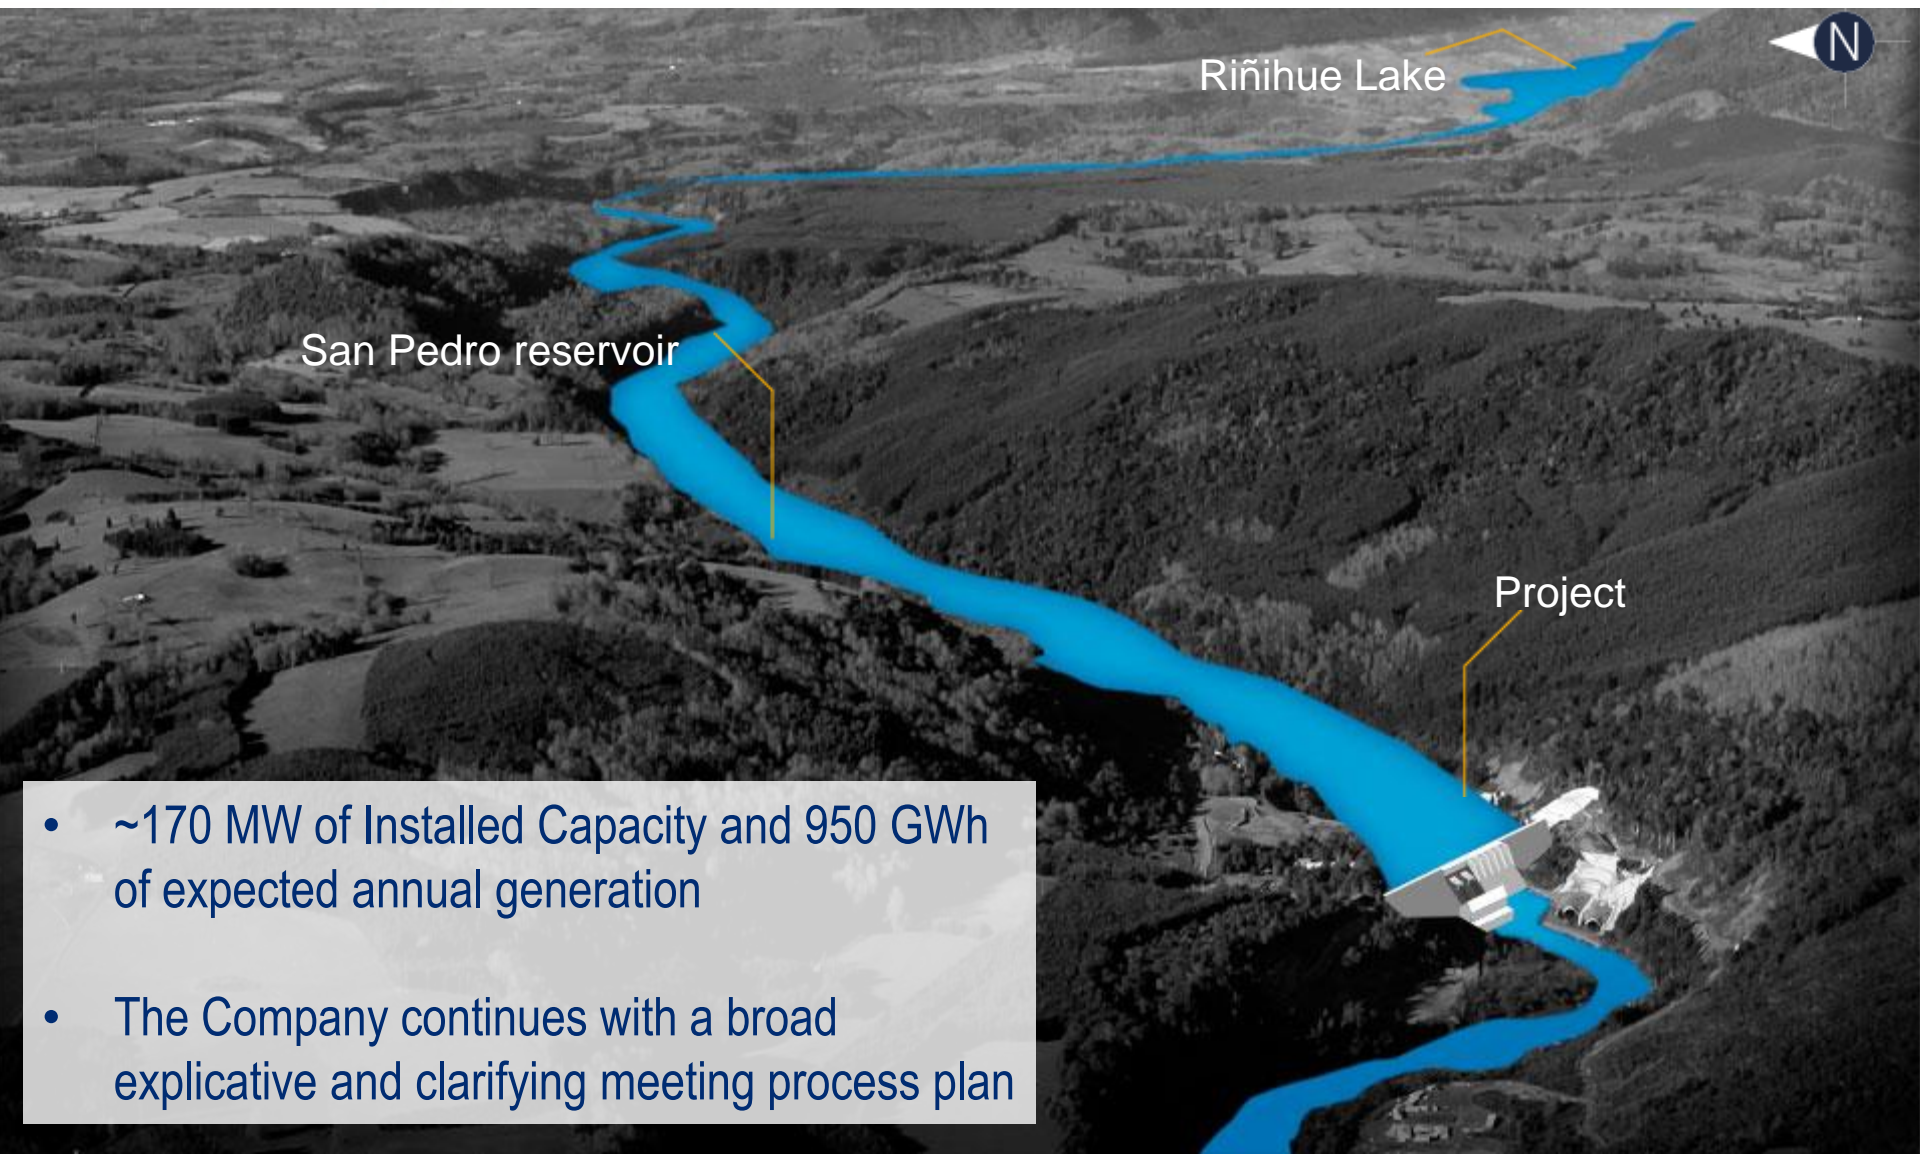 N
Riñihue Lake
San Pedro reservoir
Project
• ~170 MW of Installed Capacity and 950 GWh
of expected annual generation
• The Company continues with a broad
explicative and clarifying meeting process plan